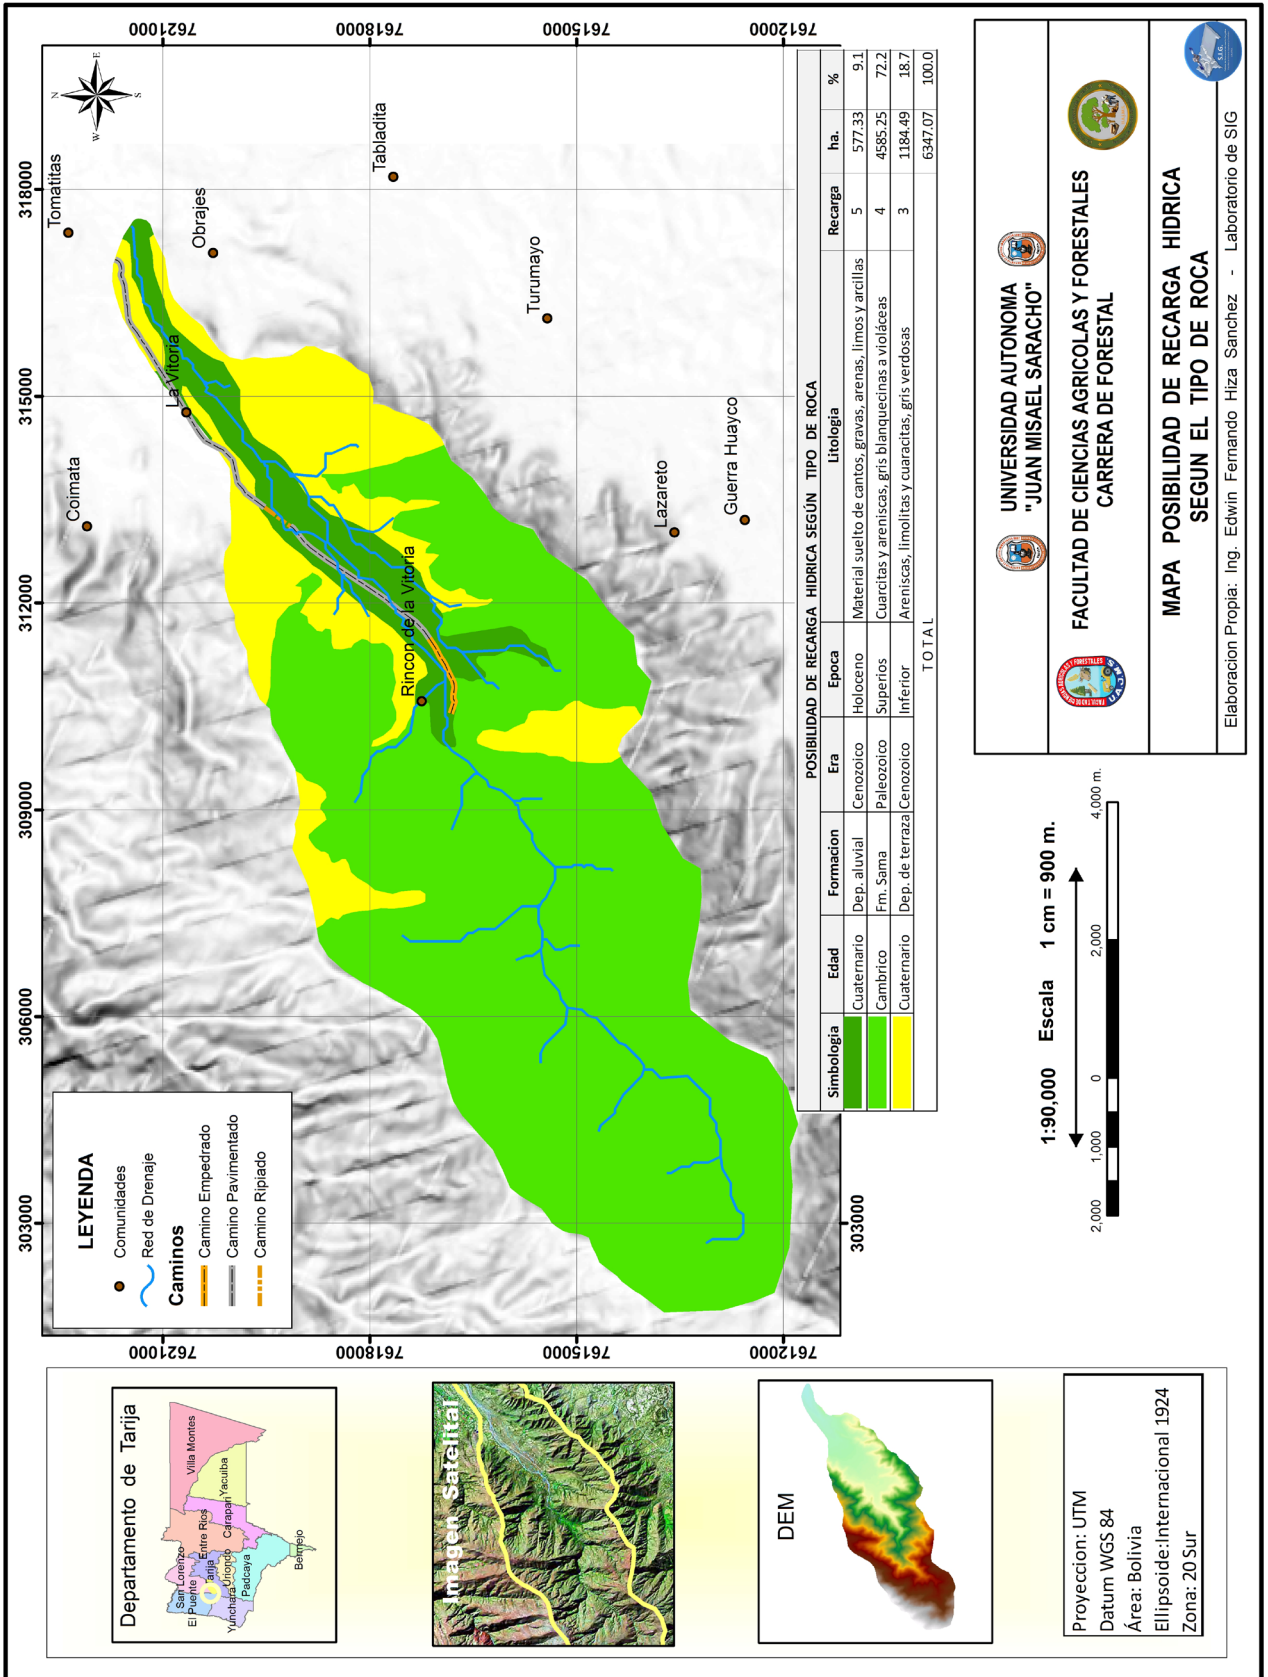 Departamento de Tarija
San Lorenzo
El Puente
Entre Rios
Villa Montes
Tarija
Uriondo
Yunchara
Carapari
Yacuiba
Padcaya
Bermejo
Imagen Satelital
DEM
Proyeccion: UTM
Datum WGS 84
Área: Bolivia
Ellipsoide:Internacional 1924
Zona: 20 Sur
303000 306000 309000 312000 315000 318000
7621000
7618000
7615000
7612000
7621000
7618000
7615000
7612000
303000
N
E
S
W
Tomatitas
Coimata
La Vitoria
Obrajes
Tabladita
Rincon de la Vitoria
Turumayo
Lazareto
Guerra Huayco
LEYENDA
Comunidades
Red de Drenaje
Caminos
Camino Empedrado
Camino Pavimentado
Camino Ripiado
POSIBILIDAD DE RECARGA HIDRICA SEGÚN TIPO DE ROCA
Simbologia Edad Formacion Era Epoca Litologia Recarga ha. %
Cuaternario Dep. aluvial Cenozoico Holoceno Material suelto de cantos, gravas, arenas, limos y arcillas 5 577.33 9.1
Cambrico Fm. Sama Paleozoico Superios Cuarcitas y areniscas, gris blanquecinas a violáceas 4 4585.25 72.2
Cuaternario Dep. de terraza Cenozoico Inferior Areniscas, limolitas y cuaracitas, gris verdosas 3 1184.49 18.7
TOTAL 6347.07 100.0
1:90,000 Escala 1 cm = 900 m.
2,000 1,000 0 2,000 4,000 m.
UNIVERSIDAD AUTONOMA
"JUAN MISAEL SARACHO"
FACULTAD DE CIENCIAS AGRICOLAS Y FORESTALES
CARRERA DE FORESTAL
MAPA POSIBILIDAD DE RECARGA HIDRICA
SEGUN EL TIPO DE ROCA
Elaboracion Propia: Ing. Edwin Fernando Hiza Sanchez - Laboratorio de SIG
S.I.G.